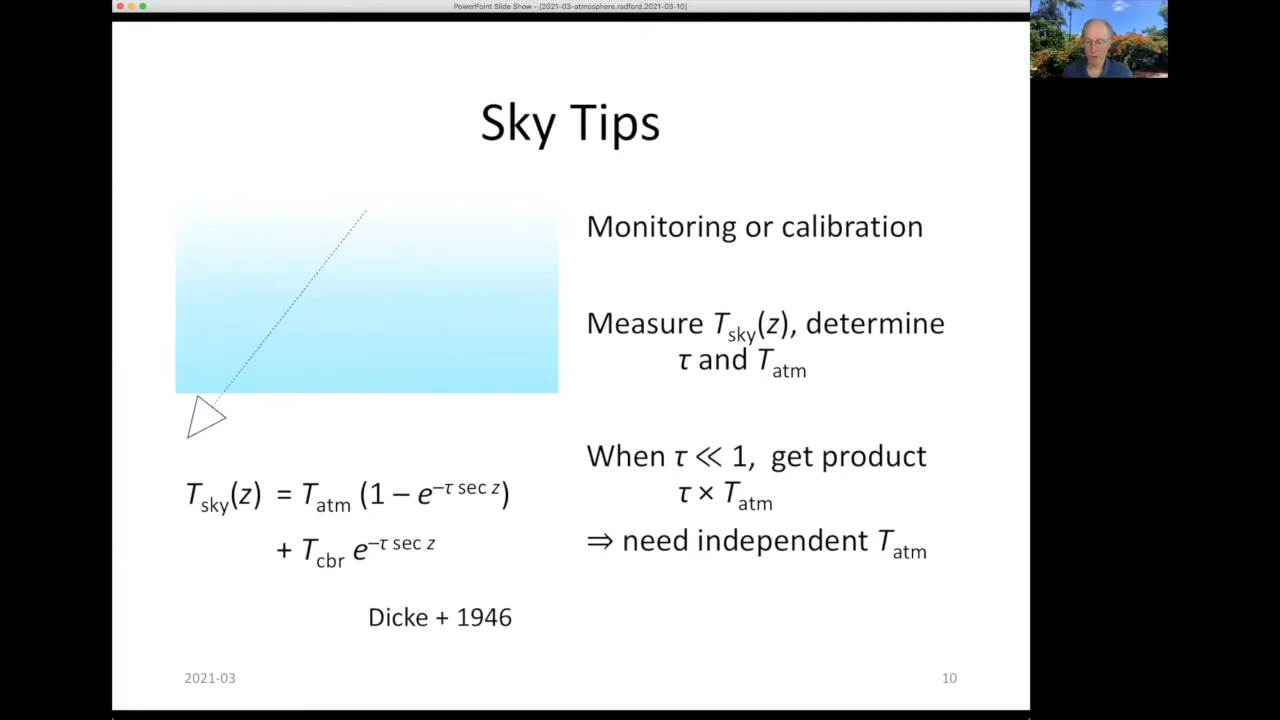 PowerPoint Slide Show - [2021-03-atmosphere.radford.2021-03-10]
Sky Tips
Monitoring or calibration
Measure T_sky(z), determine
τ and T_atm
When τ ≪ 1, get product
τ × T_atm
⇒ need independent T_atm
T_sky(z) = T_atm (1 – e^–τ sec z)
+ T_cbr e^–τ sec z
Dicke + 1946
2021-03
10